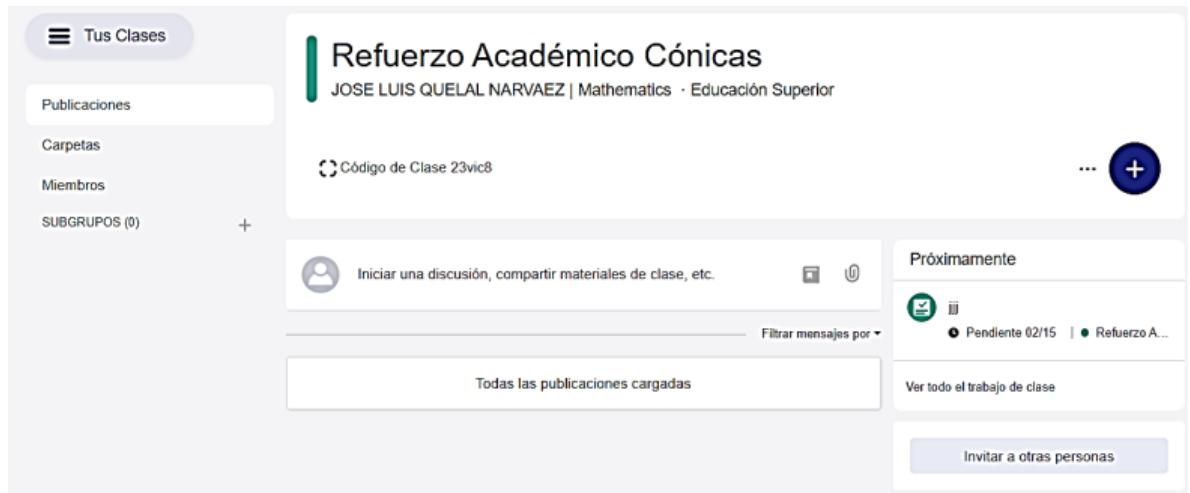 Tus Clases
Publicaciones
Carpetas
Miembros
SUBGRUPOS (0) +
Refuerzo Académico Cónicas
JOSE LUIS QUELAL NARVAEZ | Mathematics · Educación Superior
Código de Clase 23vic8
... +
Iniciar una discusión, compartir materiales de clase, etc.
Filtrar mensajes por
Todas las publicaciones cargadas
Próximamente
jjj
Pendiente 02/15 | Refuerzo A...
Ver todo el trabajo de clase
Invitar a otras personas